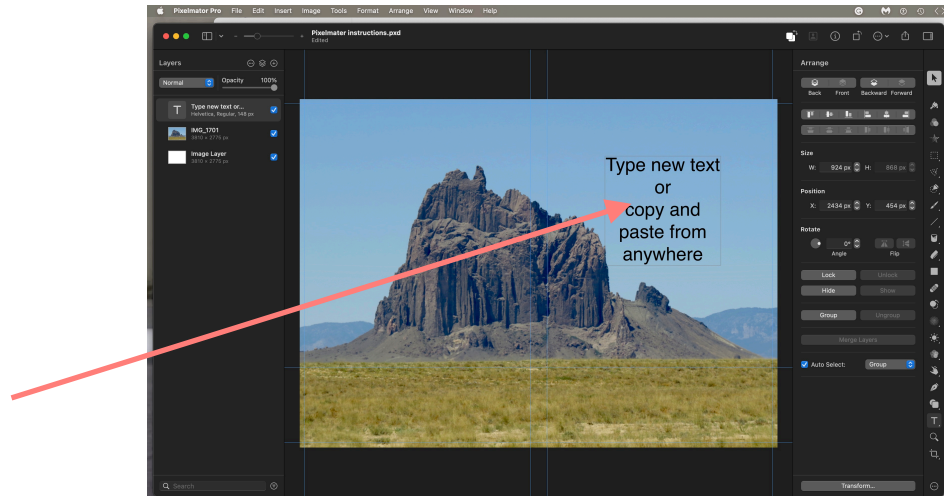 Pixelmator Pro File Edit Insert Image Tools Format Arrange View Window Help
Pixelmater instructions.pxd
Edited
Layers
Normal Opacity 100%
Type new text or...
Helvetica, Regular, 148 px
IMG_1701
3810 × 2775 px
Image Layer
3810 × 2775 px
Search
Type new text
or
copy and
paste from
anywhere
Arrange
Back Front Backward Forward
Size
W: 924 px H: 868 px
Position
X: 2434 px Y: 454 px
Rotate
0°
Angle Flip
Lock Unlock
Hide Show
Group Ungroup
Merge Layers
Auto Select: Group
Transform...